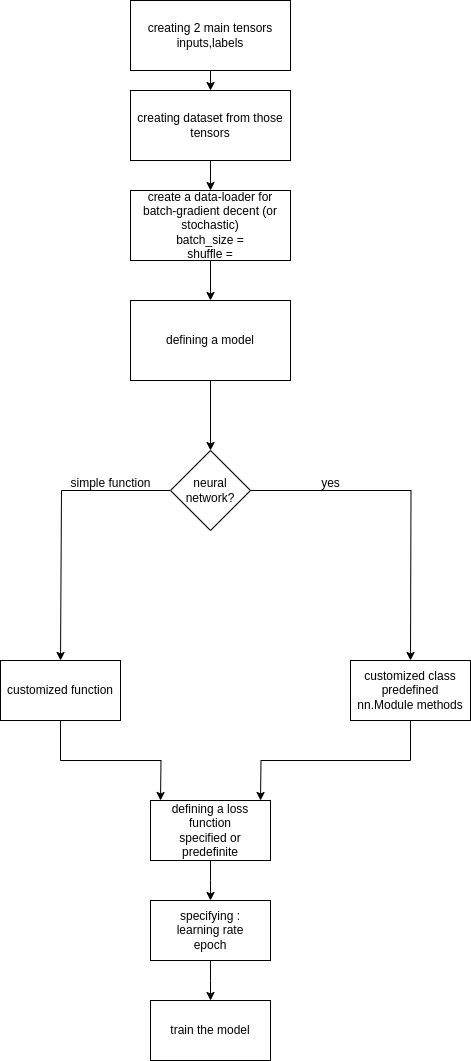 creating 2 main tensors
inputs,labels
creating dataset from those
tensors
create a data-loader for
batch-gradient decent (or
stochastic)
batch_size =
shuffle =
defining a model
neural
network?
simple function
yes
customized function
customized class
predefined
nn.Module methods
defining a loss
function
specified or
predefinite
specifying :
learning rate
epoch
train the model